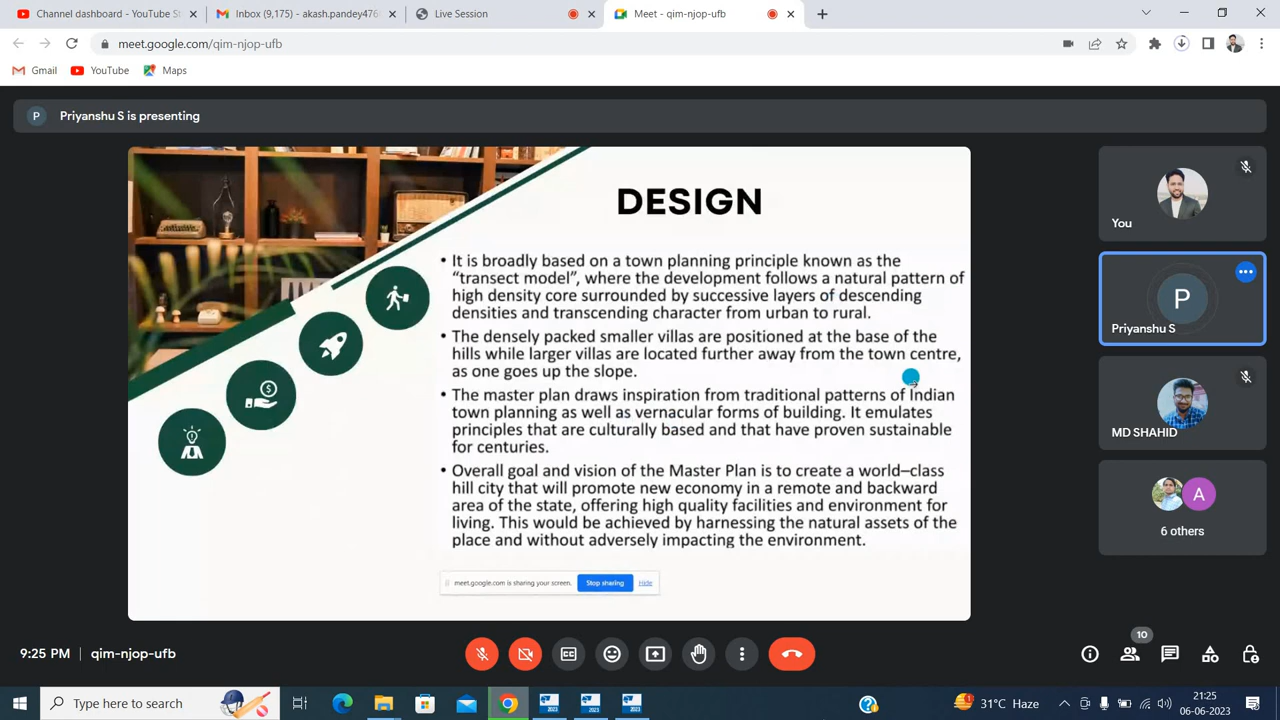 Channel dashboard - YouTube St
Inbox (9,175) - akash.pandey476
Live Session
Meet - qim-njop-ufb
meet.google.com/qim-njop-ufb
Gmail
YouTube
Maps
P
Priyanshu S is presenting
DESIGN
• It is broadly based on a town planning principle known as the
“transect model”, where the development follows a natural pattern of
high density core surrounded by successive layers of descending
densities and transcending character from urban to rural.
• The densely packed smaller villas are positioned at the base of the
hills while larger villas are located further away from the town centre,
as one goes up the slope.
• The master plan draws inspiration from traditional patterns of Indian
town planning as well as vernacular forms of building. It emulates
principles that are culturally based and that have proven sustainable
for centuries.
• Overall goal and vision of the Master Plan is to create a world–class
hill city that will promote new economy in a remote and backward
area of the state, offering high quality facilities and environment for
living. This would be achieved by harnessing the natural assets of the
place and without adversely impacting the environment.
meet.google.com is sharing your screen.
Stop sharing
Hide
You
P
Priyanshu S
MD SHAHID
A
6 others
9:25 PM | qim-njop-ufb
10
Type here to search
2023
2023
2023
31°C Haze
21:25
06-06-2023